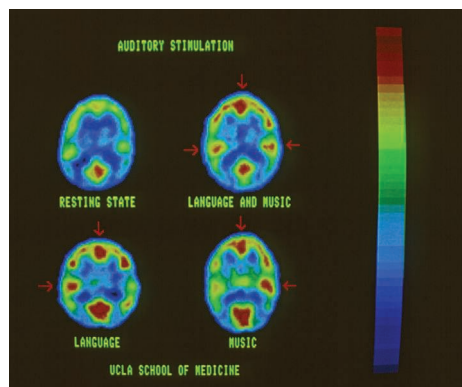 AUDITORY STIMULATION
RESTING STATE
LANGUAGE AND MUSIC
LANGUAGE
MUSIC
UCLA SCHOOL OF MEDICINE